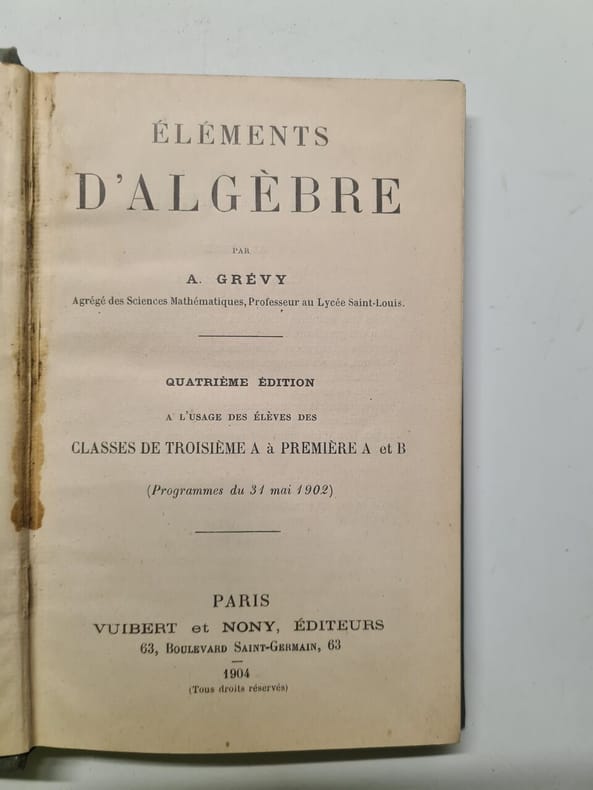 ÉLÉMENTS
D'ALGÈBRE
PAR
A. GRÉVY
Agrégé des Sciences Mathématiques, Professeur au Lycée Saint-Louis.
QUATRIÈME ÉDITION
A L'USAGE DES ÉLÈVES DES
CLASSES DE TROISIÈME A à PREMIÈRE A et B
(Programmes du 31 mai 1902)
PARIS
VUIBERT et NONY, ÉDITEURS
63, BOULEVARD SAINT-GERMAIN, 63
1904
(Tous droits réservés)